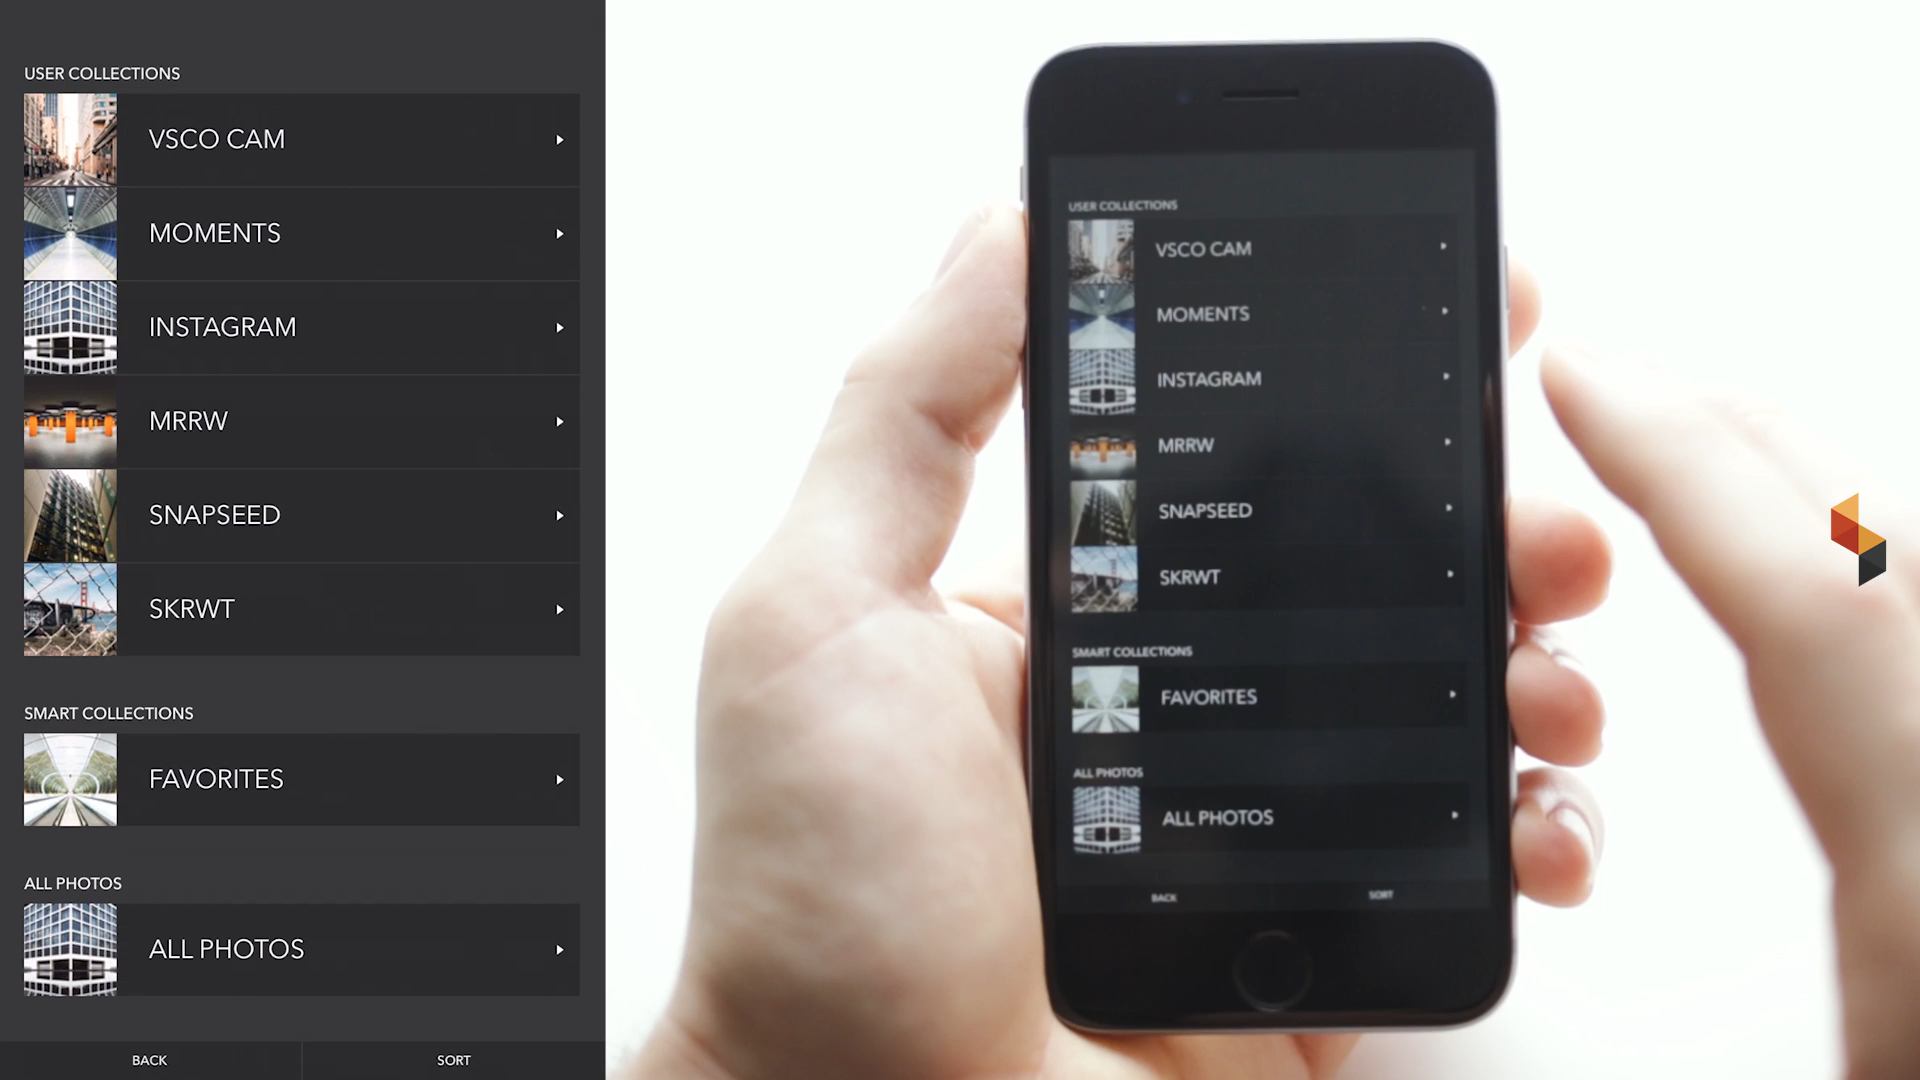 USER COLLECTIONS
VSCO CAM
MOMENTS
INSTAGRAM
MRRW
SNAPSEED
SKRWT
SMART COLLECTIONS
FAVORITES
ALL PHOTOS
ALL PHOTOS
BACK
SORT
USER COLLECTIONS
VSCO CAM
MOMENTS
INSTAGRAM
MRRW
SNAPSEED
SKRWT
SMART COLLECTIONS
FAVORITES
ALL PHOTOS
ALL PHOTOS
BACK
SORT